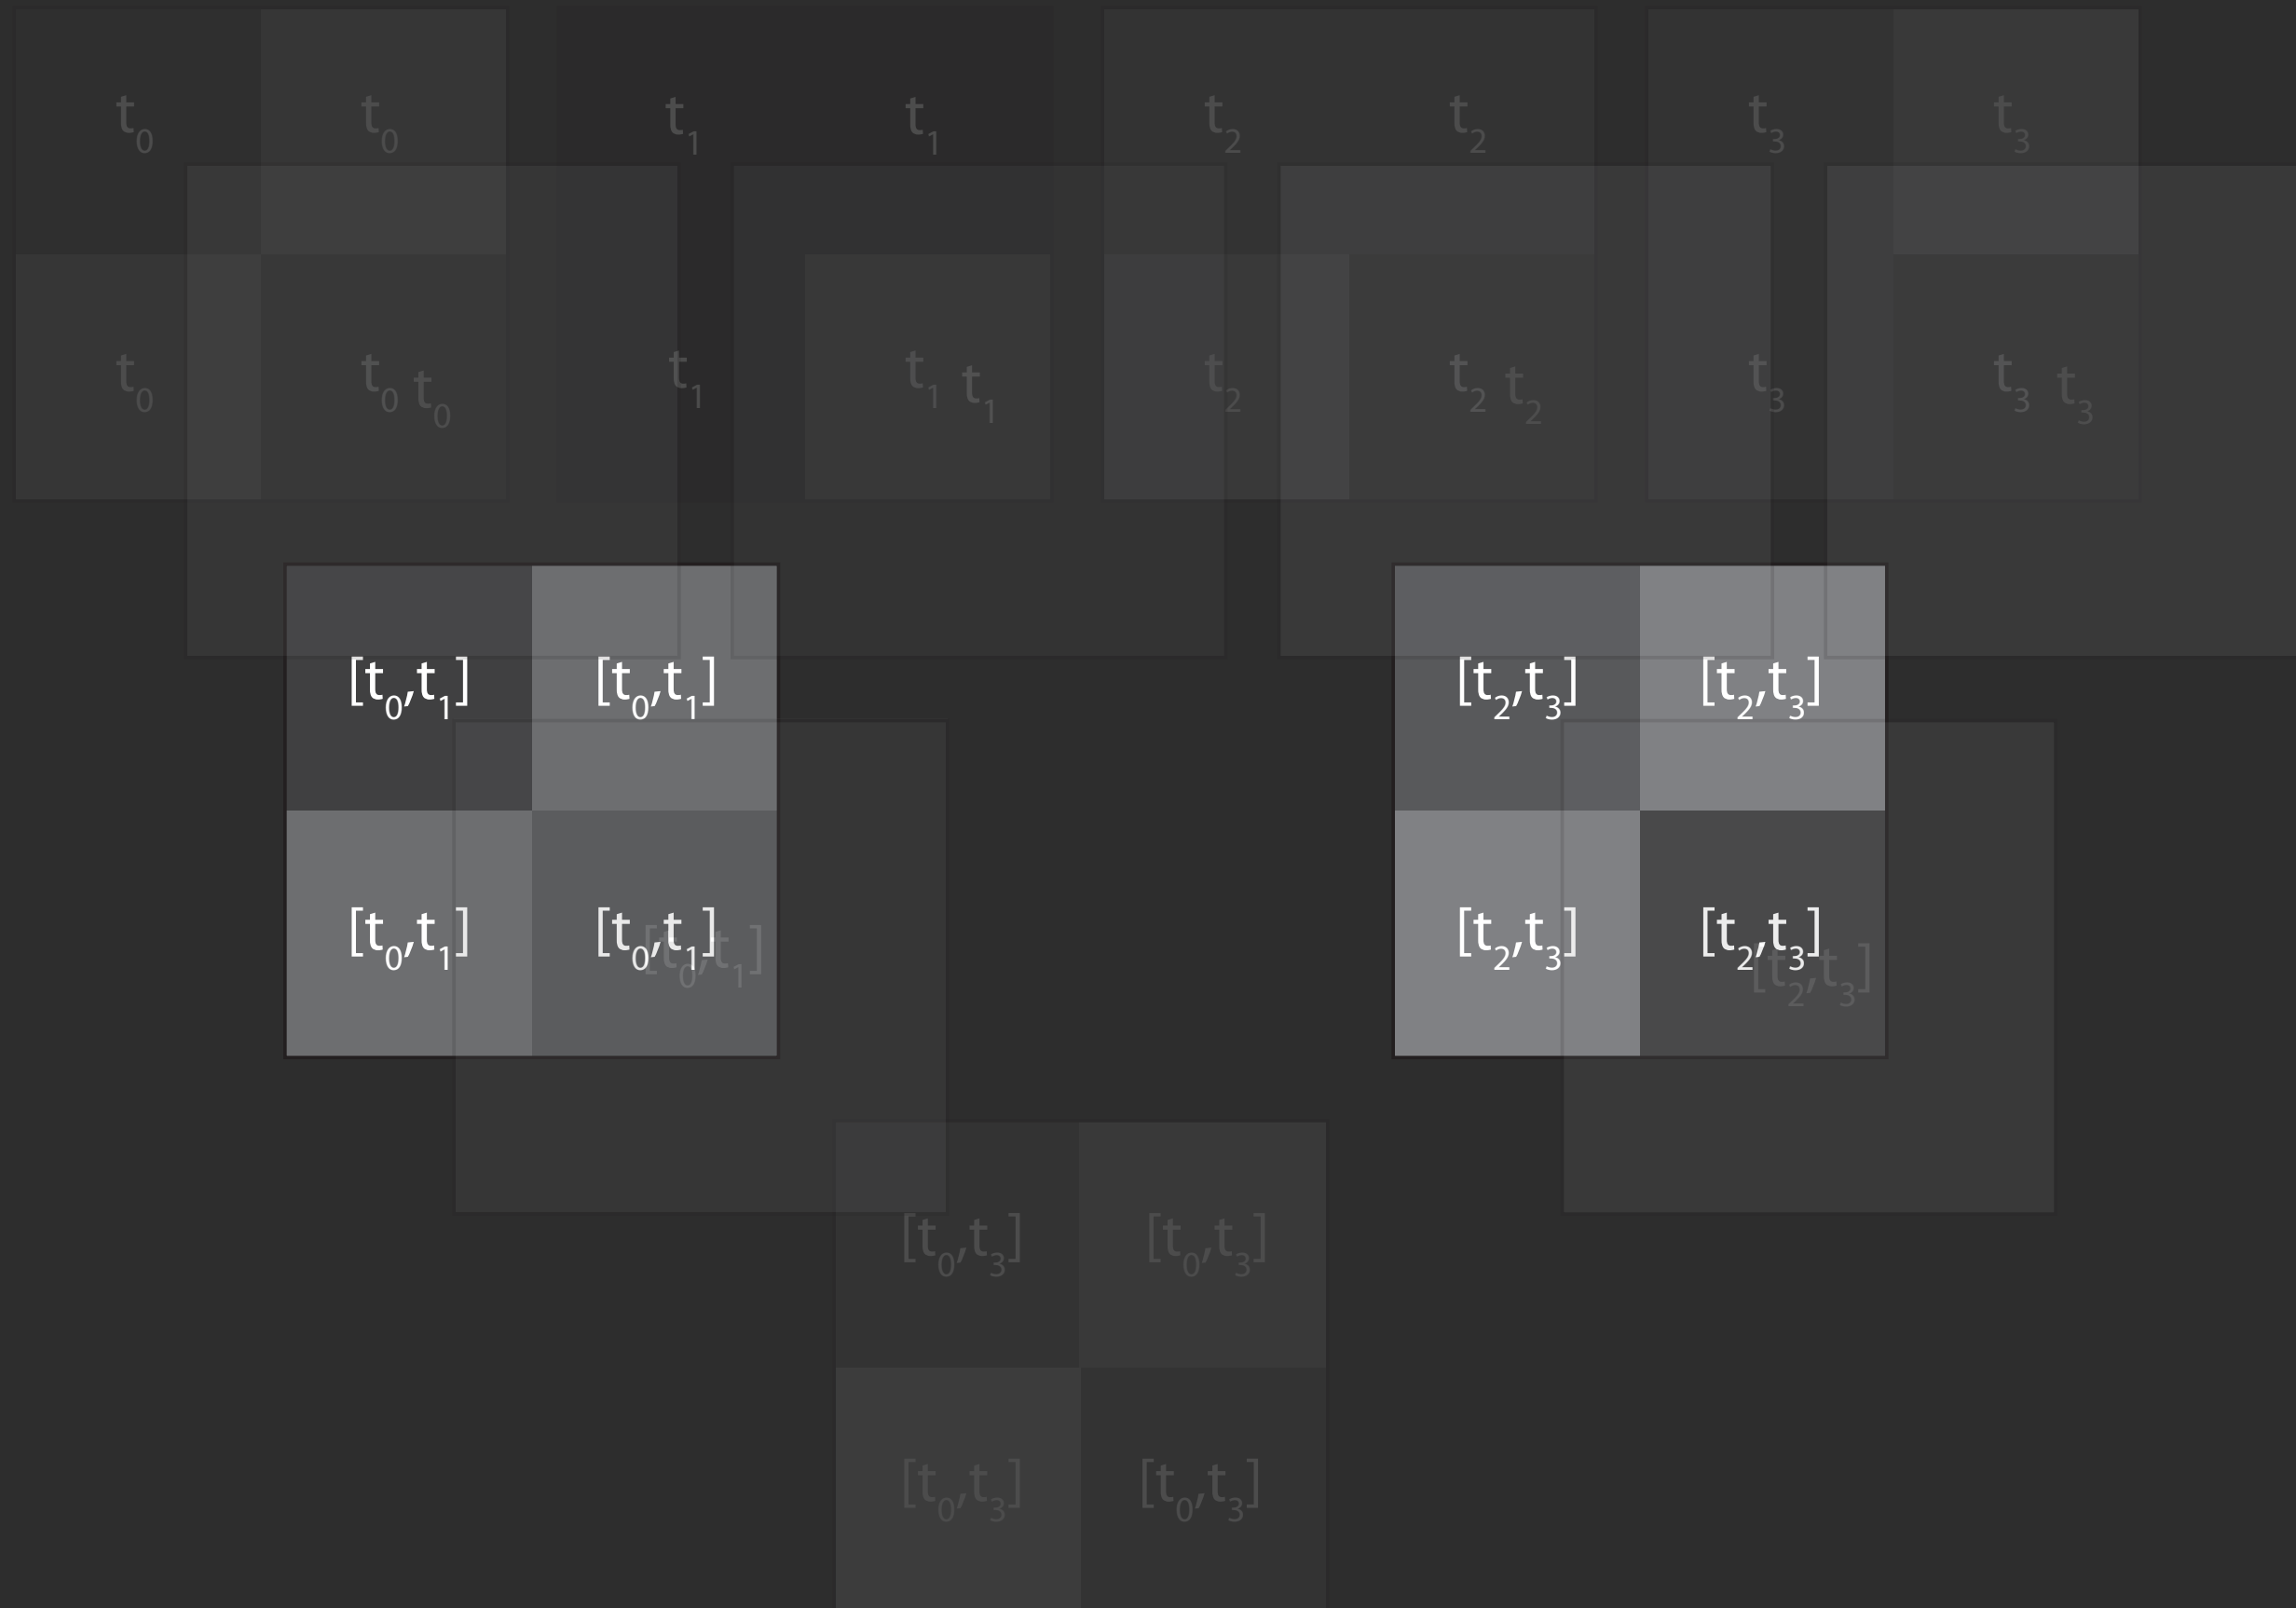 t0 t0 t1 t1 t2 t2 t3 t3
t0 t0 t0 t1 t1 t1 t2 t2 t2 t3 t3 t3
[t0,t1] [t0,t1] [t2,t3] [t2,t3]
[t0,t1] [t0,t1] [t0,t1] [t2,t3] [t2,t3] [t2,t3]
[t0,t3] [t0,t3]
[t0,t3] [t0,t3]